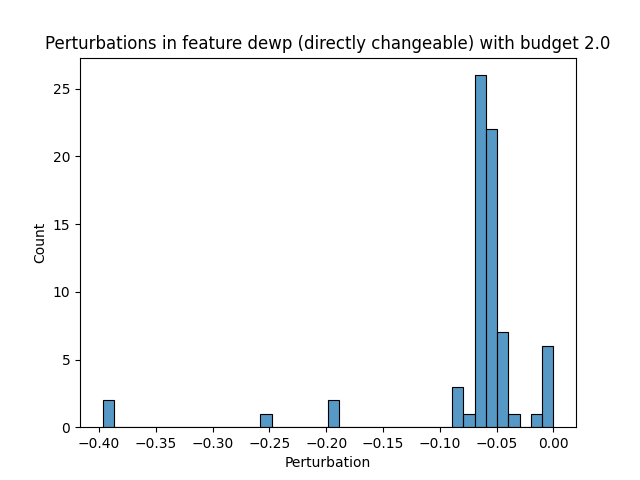 Perturbations in feature dewp (directly changeable) with budget 2.0
Count
25
20
15
10
5
0
−0.40 −0.35 −0.30 −0.25 −0.20 −0.15 −0.10 −0.05 0.00
Perturbation